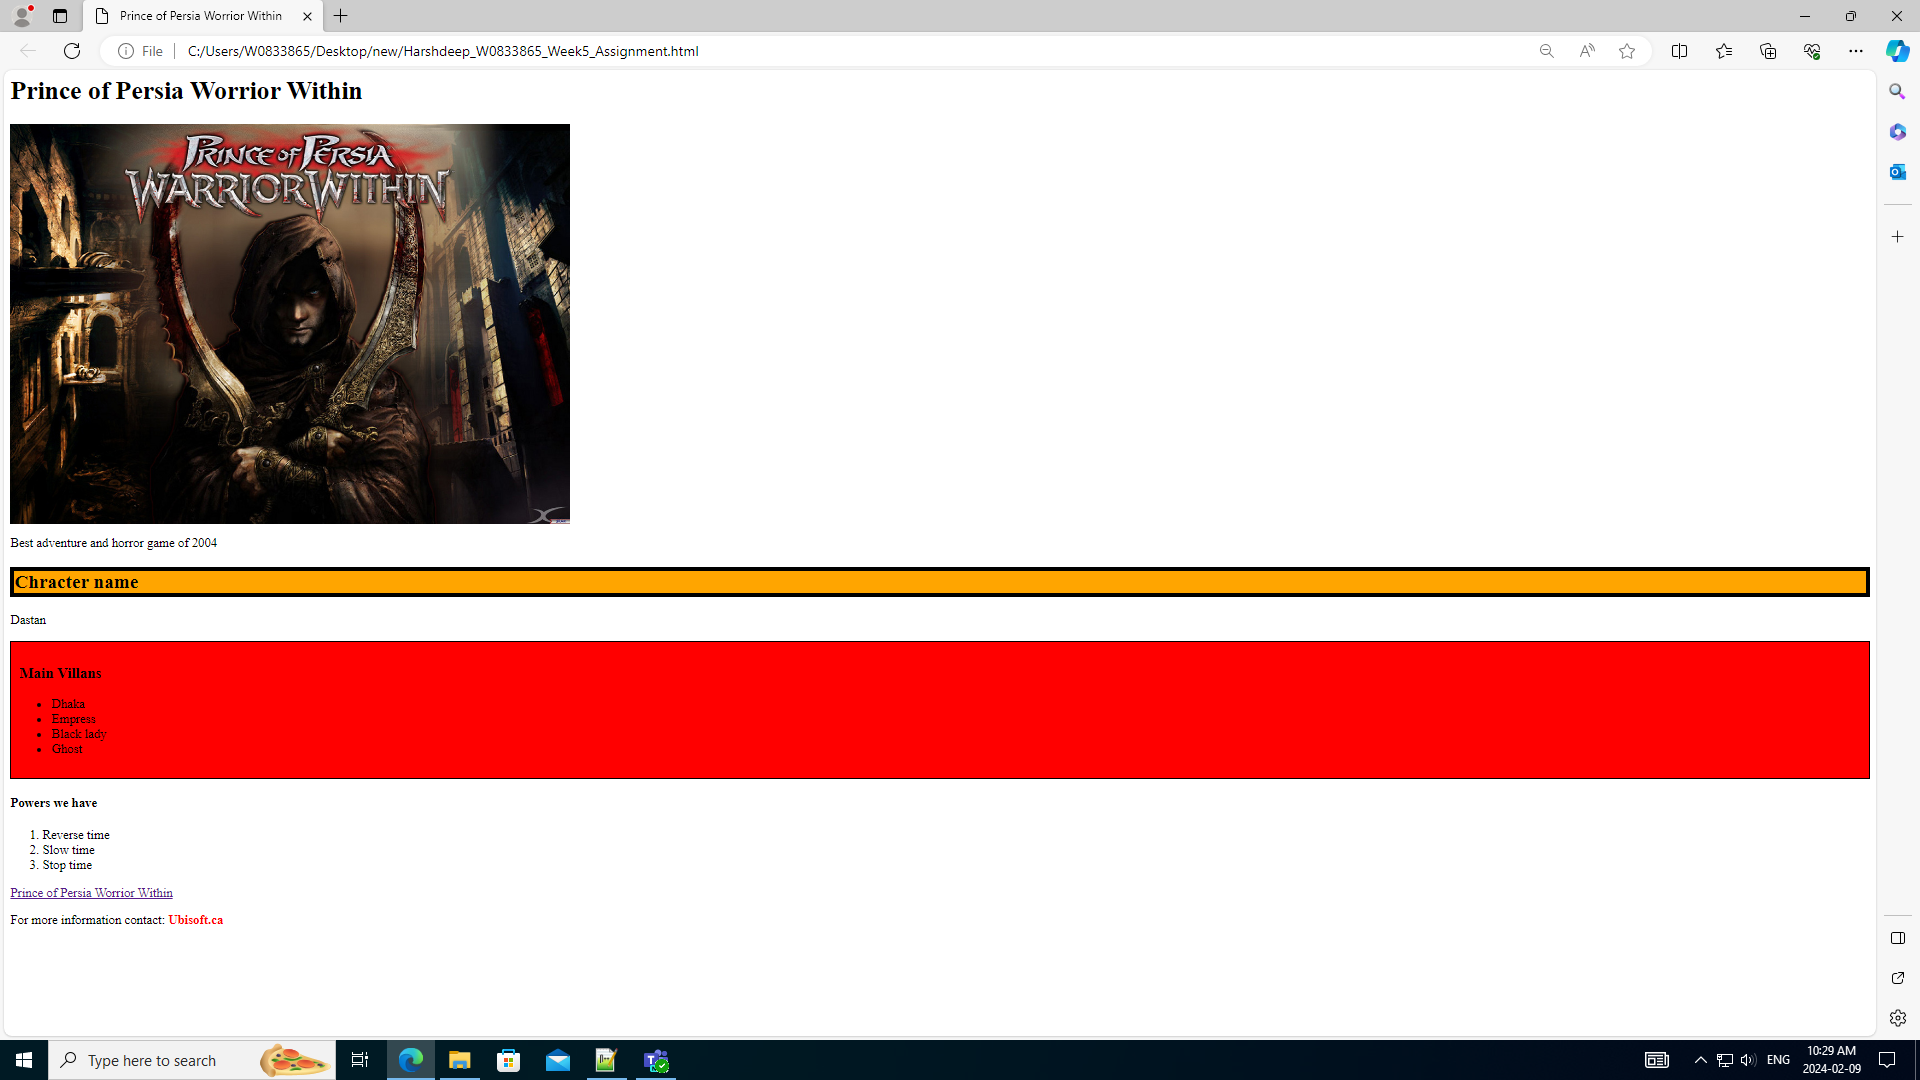 Prince of Persia Worrior Within
File
C:/Users/W0833865/Desktop/new/Harshdeep_W0833865_Week5_Assignment.html
Prince of Persia Worrior Within
PRINCE OF PERSIA
WARRIOR WITHIN
Best adventure and horror game of 2004
Chracter name
Dastan
Main Villans
• Dhaka
• Empress
• Black lady
• Ghost
Powers we have
1. Reverse time
2. Slow time
3. Stop time
Prince of Persia Worrior Within
For more information contact: Ubisoft.ca
Type here to search
ENG
10:29 AM
2024-02-09